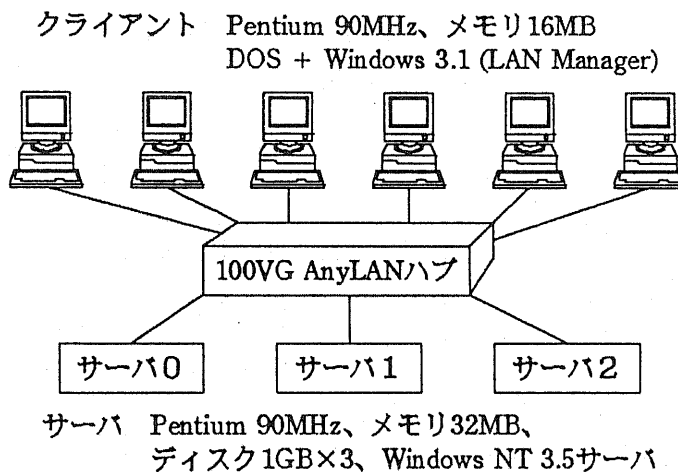 クライアント Pentium 90MHz、メモリ16MB
DOS + Windows 3.1 (LAN Manager)
100VG AnyLANハブ
サーバ0
サーバ1
サーバ2
サーバ Pentium 90MHz、メモリ32MB、
ディスク1GB×3、Windows NT 3.5サーバ